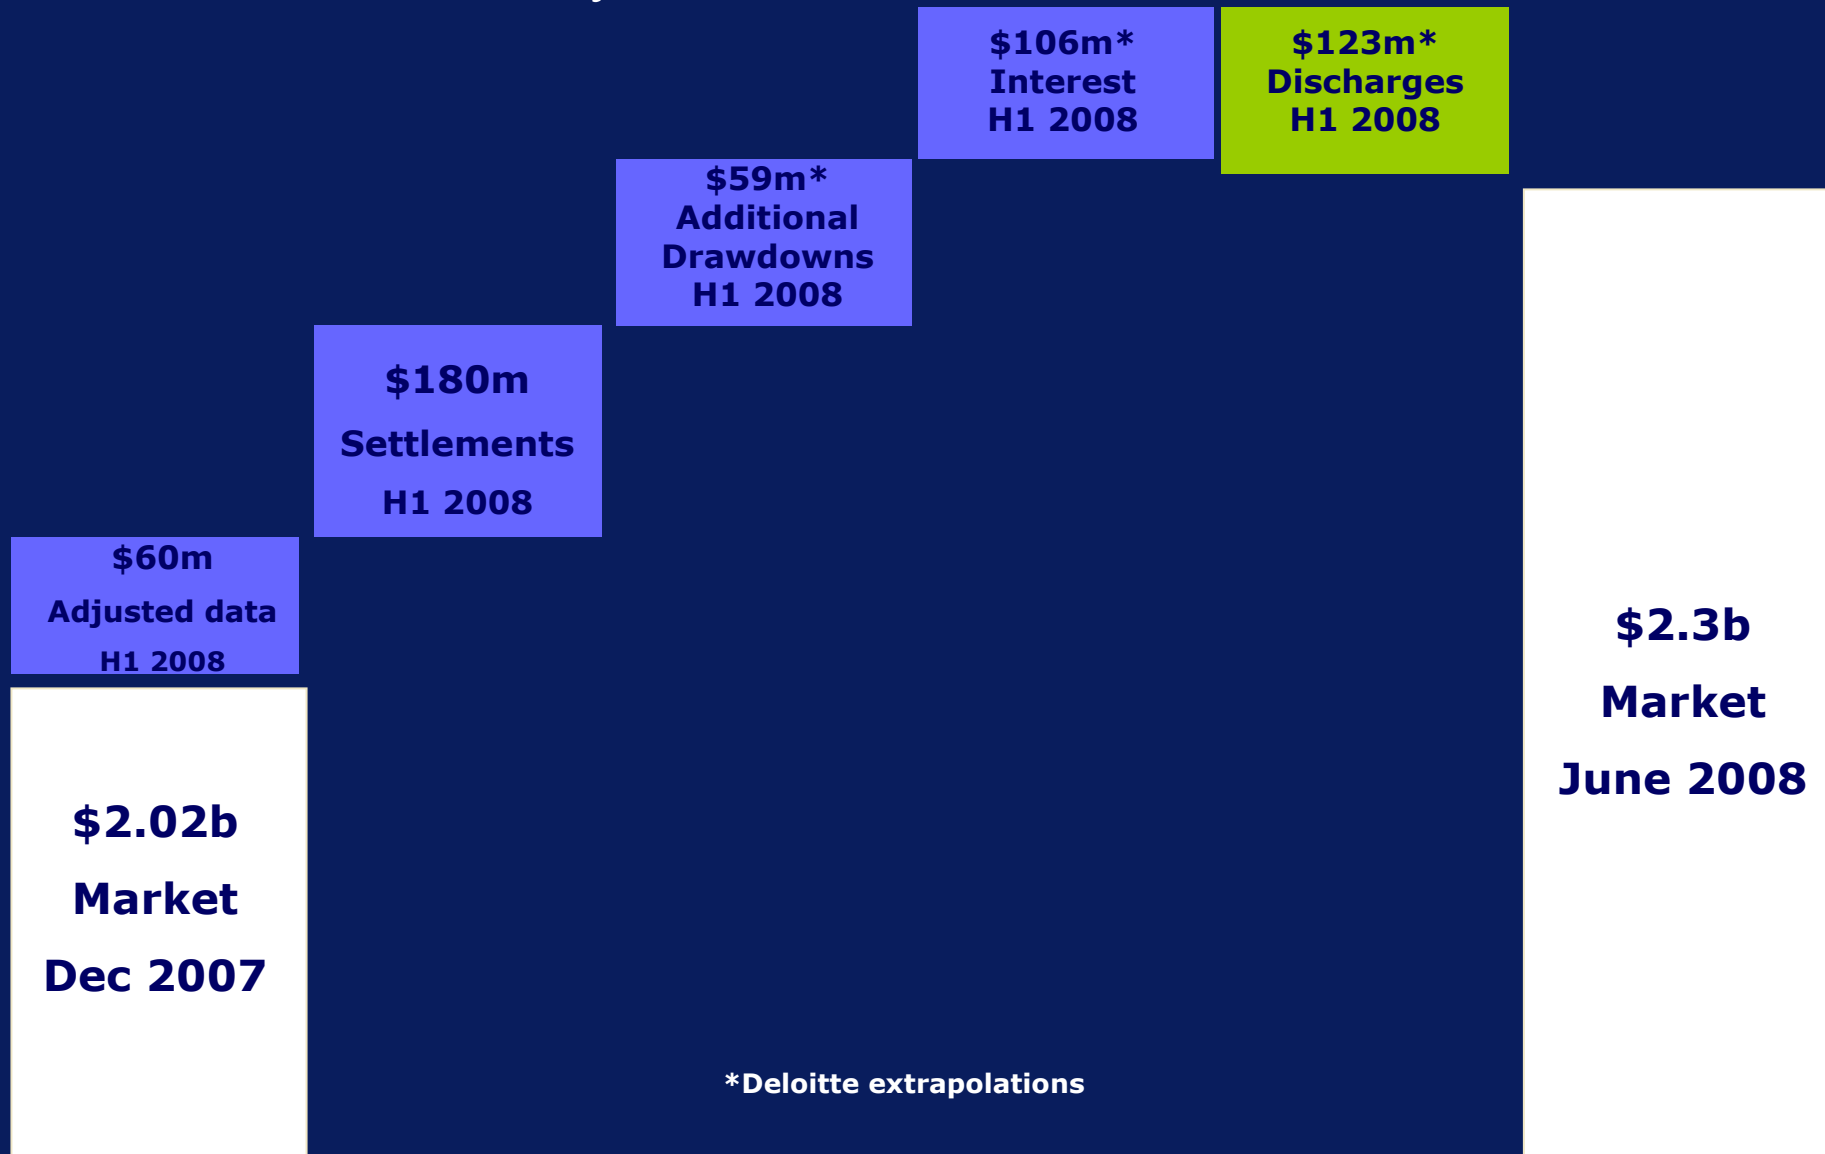 $106m*
Interest
H1 2008
$123m*
Discharges
H1 2008
$59m*
Additional
Drawdowns
H1 2008
$180m
Settlements
H1 2008
$60m
Adjusted data
H1 2008
$2.3b
Market
June 2008
$2.02b
Market
Dec 2007
*Deloitte extrapolations